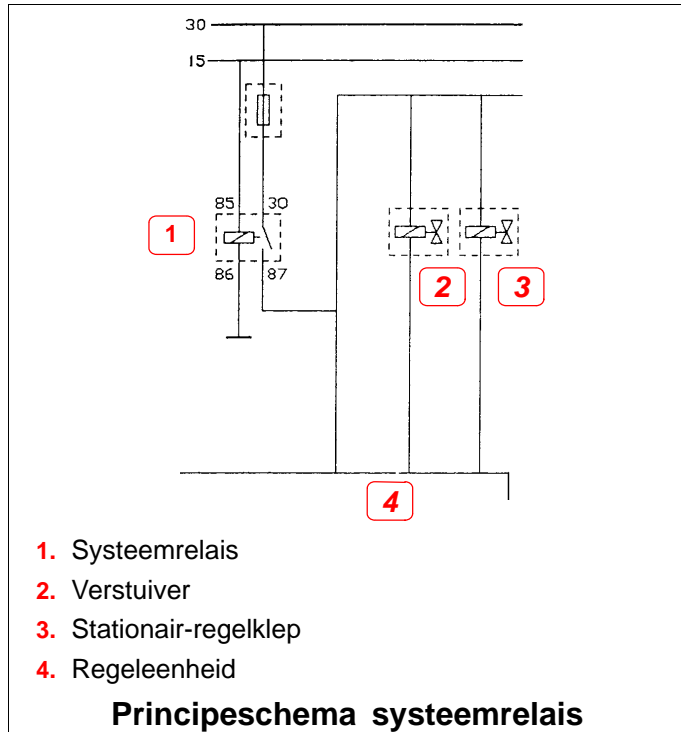 30
15
85 30
1
86 87
2 3
4
1. Systeemrelais
2. Verstuiver
3. Stationair-regelklep
4. Regeleenheid
Principeschema systeemrelais